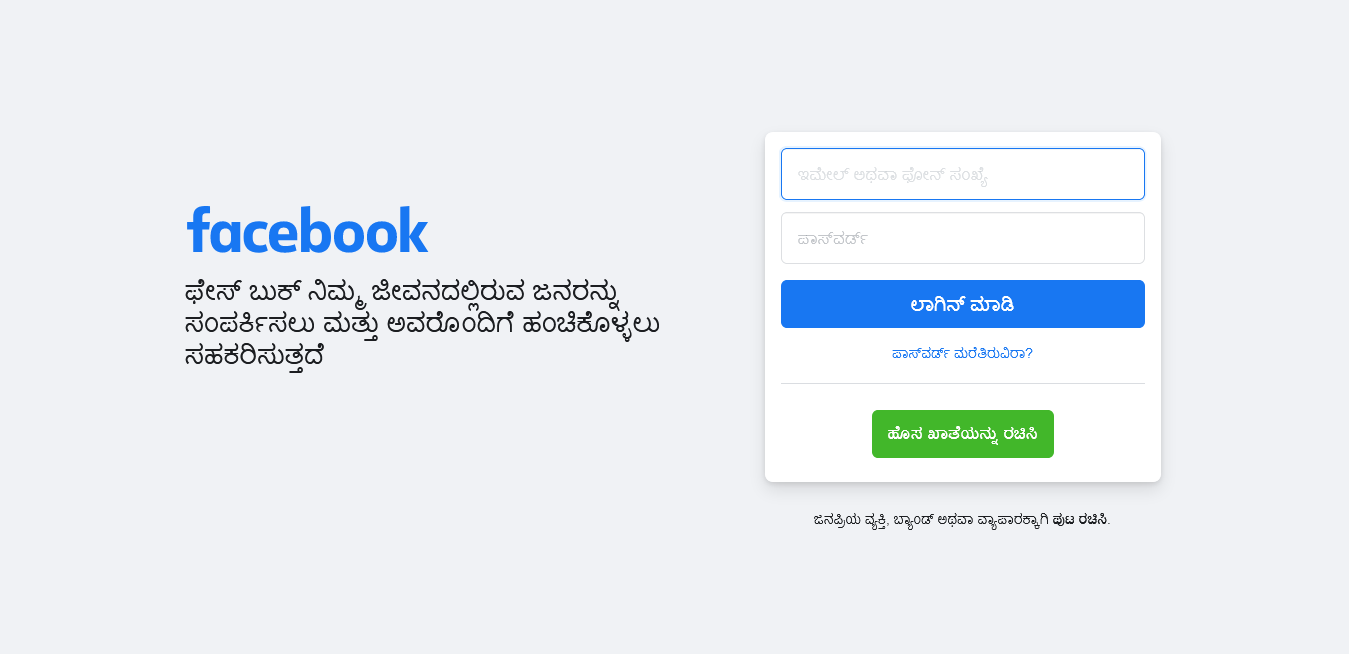 facebook
ಫೇಸ್ ಬುಕ್ ನಿಮ್ಮ ಜೀವನದಲ್ಲಿರುವ ಜನರನ್ನು
ಸಂಪರ್ಕಿಸಲು ಮತ್ತು ಅವರೊಂದಿಗೆ ಹಂಚಿಕೊಳ್ಳಲು
ಸಹಕರಿಸುತ್ತದೆ
ಇಮೇಲ್ ಅಥವಾ ಫೋನ್ ಸಂಖ್ಯೆ
ಪಾಸ್‌ವರ್ಡ್
ಲಾಗಿನ್ ಮಾಡಿ
ಪಾಸ್‌ವರ್ಡ್ ಮರೆತಿರುವಿರಾ?
ಹೊಸ ಖಾತೆಯನ್ನು ರಚಿಸಿ
ಜನಪ್ರಿಯ ವ್ಯಕ್ತಿ, ಬ್ಯಾಂಡ್ ಅಥವಾ ವ್ಯಾಪಾರಕ್ಕಾಗಿ ಪುಟ ರಚಿಸಿ.